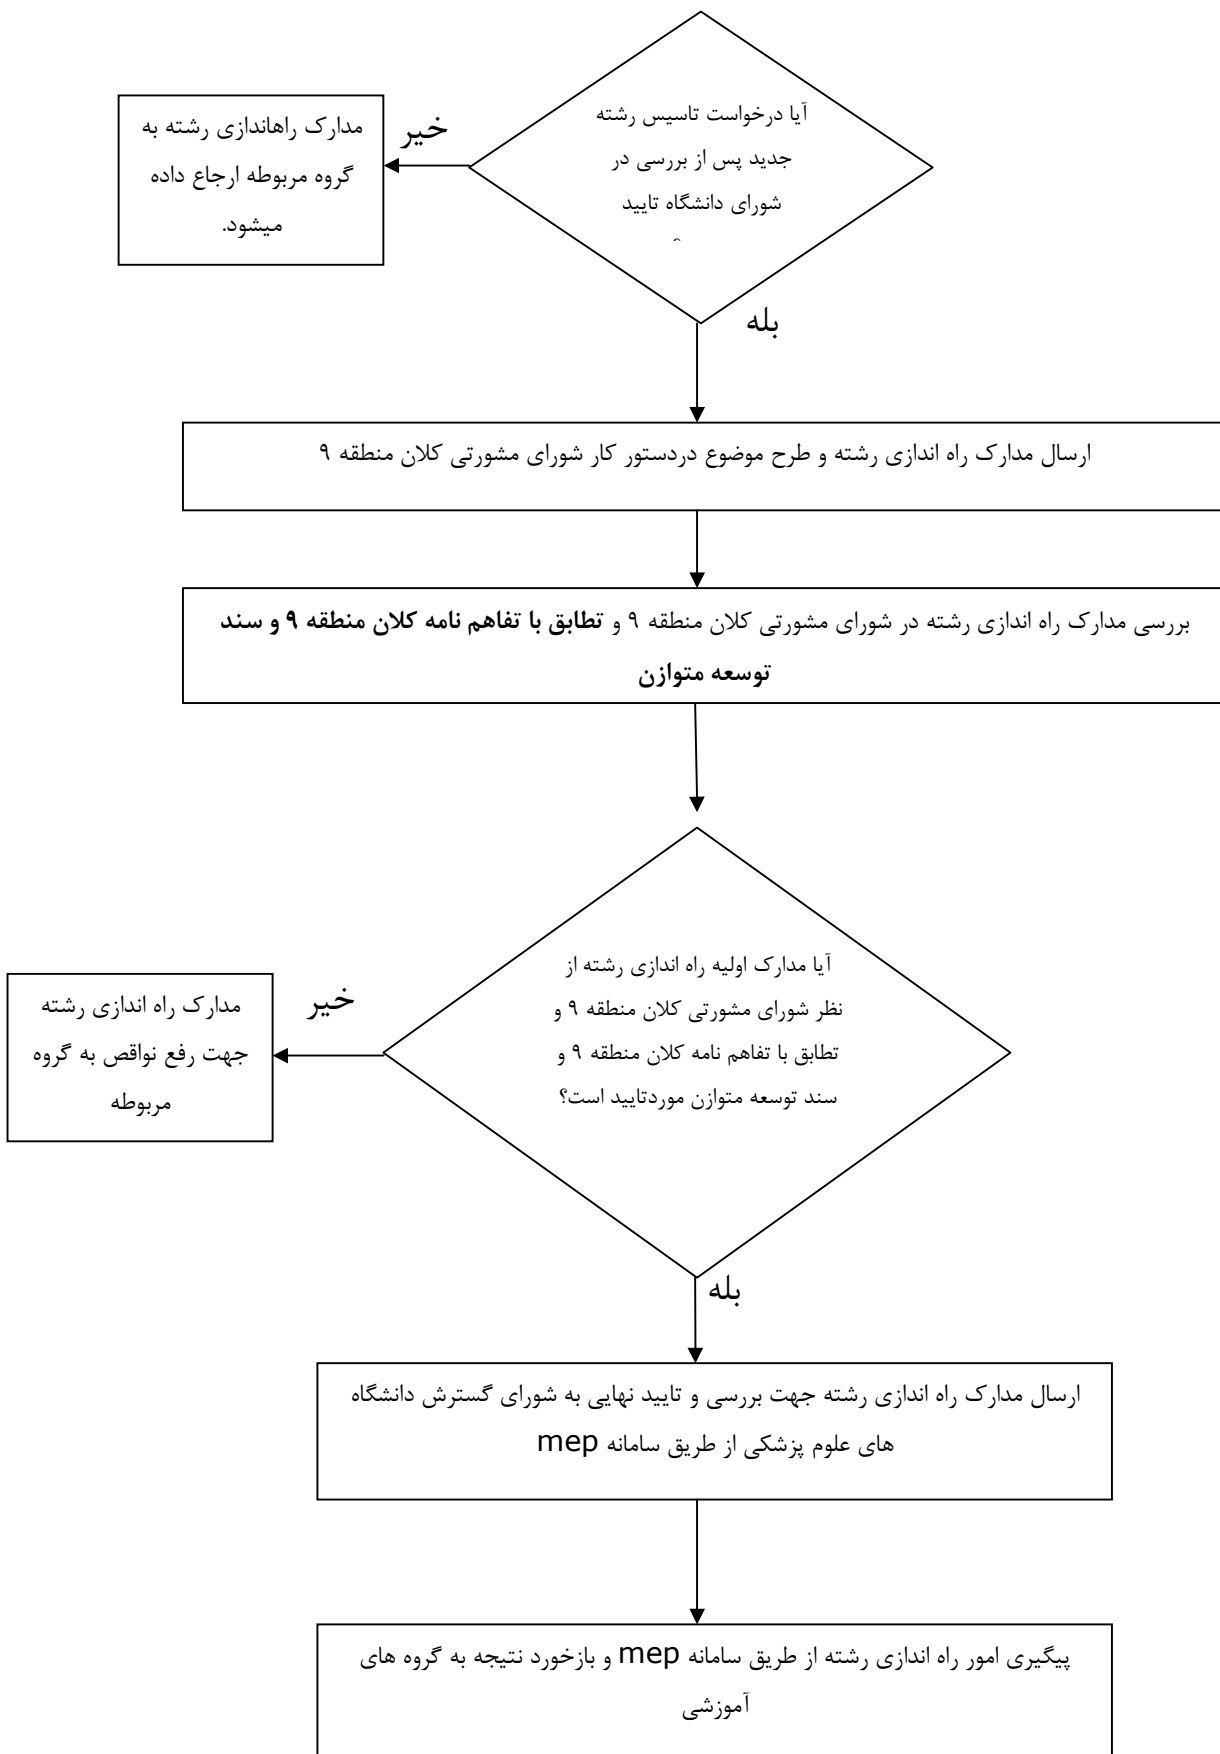 آیا درخواست تاسیس رشته
جدید پس از بررسی در
شورای دانشگاه تایید
خیر
مدارک راهاندازی رشته به
گروه مربوطه ارجاع داده
میشود.
بله
ارسال مدارک راه اندازی رشته و طرح موضوع دردستور کار شورای مشورتی کلان منطقه ۹
بررسی مدارک راه اندازی رشته در شورای مشورتی کلان منطقه ۹ و تطابق با تفاهم نامه کلان منطقه ۹ و سند
توسعه متوازن
آیا مدارک اولیه راه اندازی رشته از
نظر شورای مشورتی کلان منطقه ۹ و
تطابق با تفاهم نامه کلان منطقه ۹ و
سند توسعه متوازن موردتایید است؟
خیر
مدارک راه اندازی رشته
جهت رفع نواقص به گروه
مربوطه
بله
ارسال مدارک راه اندازی رشته جهت بررسی و تایید نهایی به شورای گسترش دانشگاه
های علوم پزشکی از طریق سامانه mep
پیگیری امور راه اندازی رشته از طریق سامانه mep و بازخورد نتیجه به گروه های
آموزشی